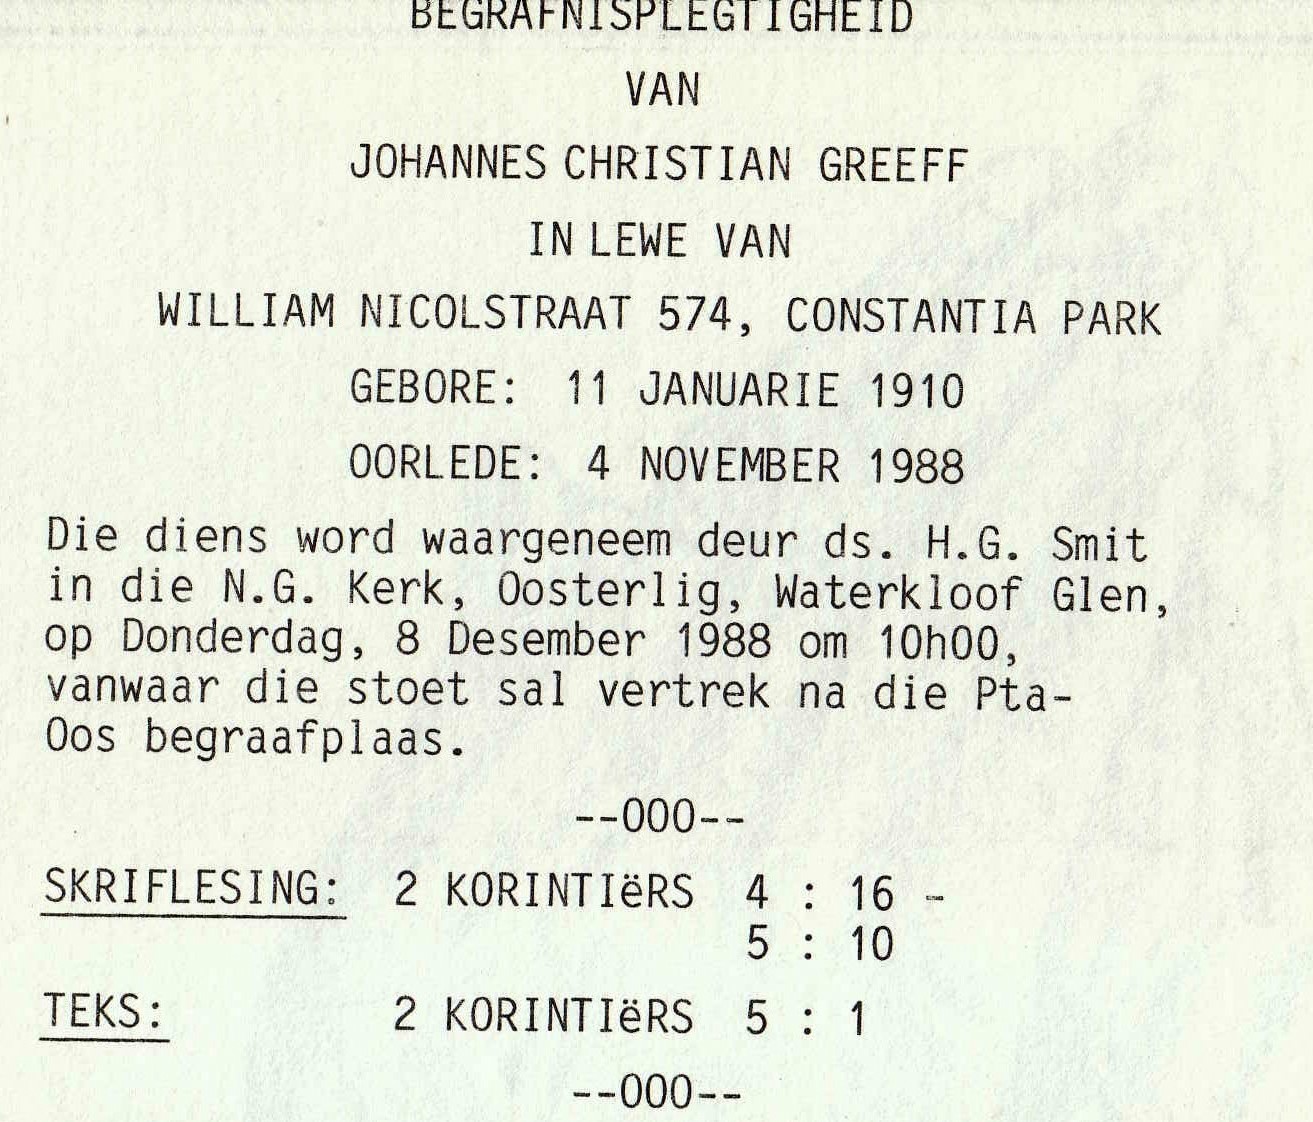 BEGRAFNISPLEGTIGHEID
VAN
JOHANNES CHRISTIAN GREEFF
IN LEWE VAN
WILLIAM NICOLSTRAAT 574, CONSTANTIA PARK
GEBORE: 11 JANUARIE 1910
OORLEDE: 4 NOVEMBER 1988
Die diens word waargeneem deur ds. H.G. Smit
in die N.G. Kerk, Oosterlig, Waterkloof Glen,
op Donderdag, 8 Desember 1988 om 10h00,
vanwaar die stoet sal vertrek na die Pta-
Oos begraafplaas.
--000--
SKRIFLESING: 2 KORINTIëRS 4 : 16 -
5 : 10
TEKS: 2 KORINTIëRS 5 : 1
--000--